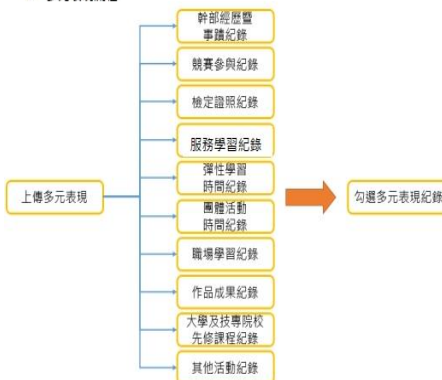 幹部經歷暨
事蹟紀錄
競賽參與紀錄
檢定證照紀錄
服務學習紀錄
彈性學習
時間紀錄
上傳多元表現
勾選多元表現紀錄
團體活動
時間紀錄
職場學習紀錄
作品成果紀錄
大學及技專院校
先修課程紀錄
其他活動紀錄